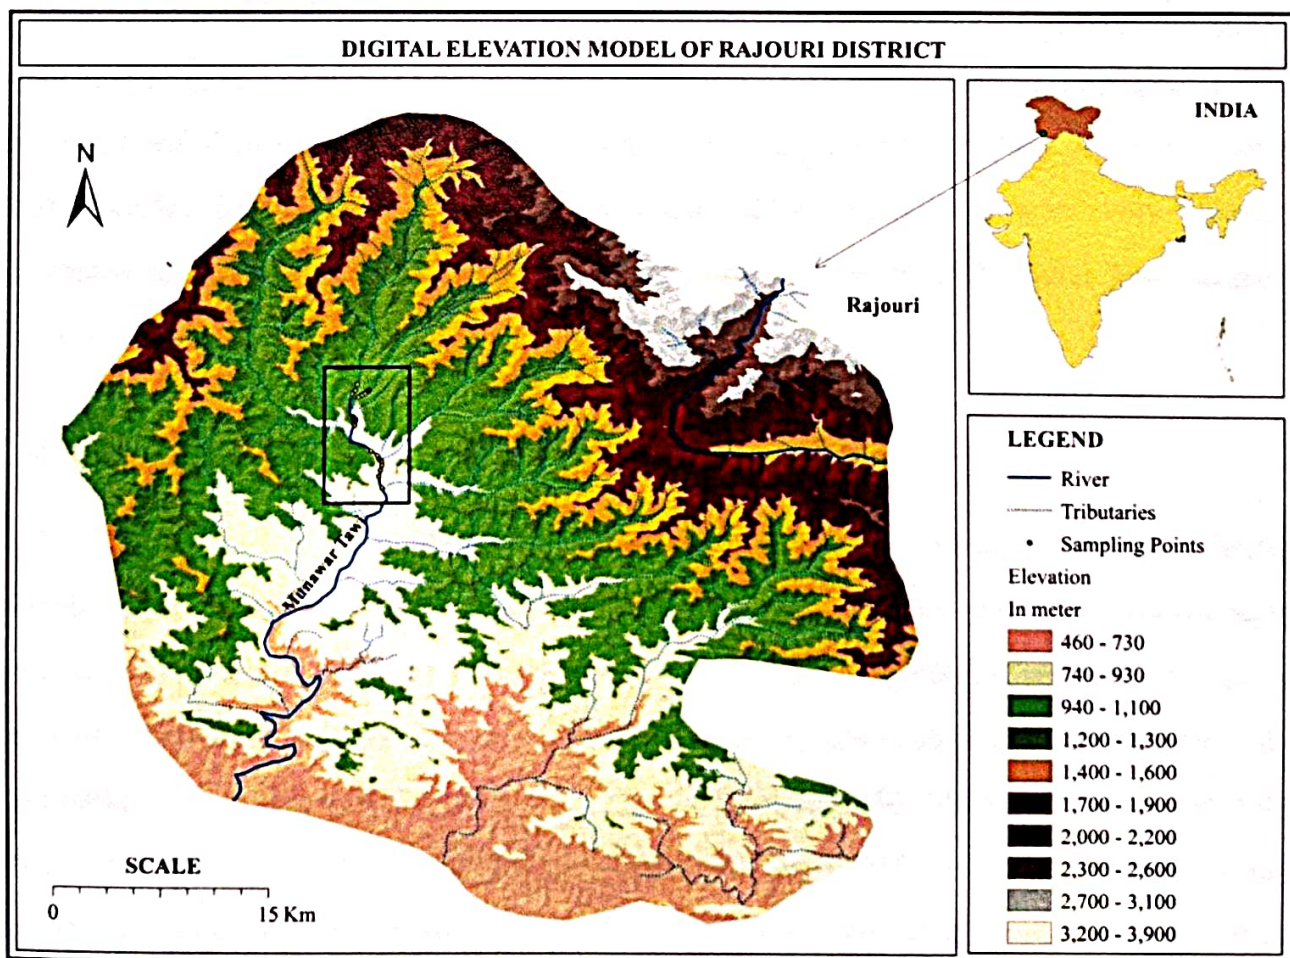 DIGITAL ELEVATION MODEL OF RAJOURI DISTRICT
N
INDIA
Rajouri
Munawar Tawi
SCALE
0 15 Km
LEGEND
River
Tributaries
Sampling Points
Elevation
In meter
460 - 730
740 - 930
940 - 1,100
1,200 - 1,300
1,400 - 1,600
1,700 - 1,900
2,000 - 2,200
2,300 - 2,600
2,700 - 3,100
3,200 - 3,900